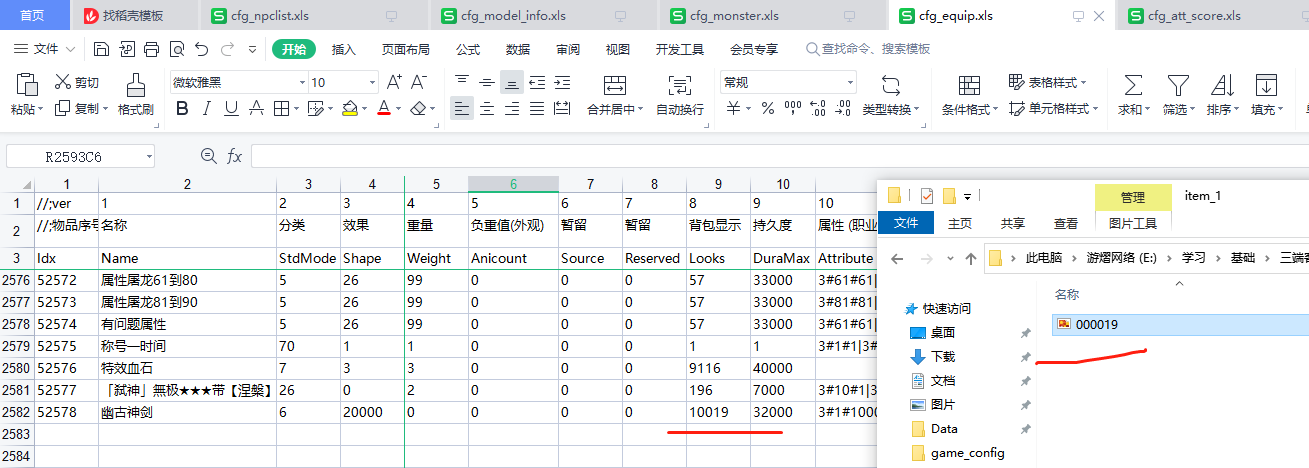 首页 找稻壳模板 cfg_npclist.xls cfg_model_info.xls cfg_monster.xls cfg_equip.xls cfg_att_score.xls
文件 开始 插入 页面布局 公式 数据 审阅 视图 开发工具 会员专享 查找命令、搜索模板
粘贴 剪切 复制 格式刷 微软雅黑 10 合并居中 自动换行 常规 类型转换 条件格式 表格样式 单元格样式 求和 筛选 排序 填充
R2593C6 fx
1 2 3 4 5 6 7 8 9 10
1 //;ver 1 2 3 4 5 6 7 8 9 10
2 //;物品序号 名称 分类 效果 重量 负重值(外观) 暂留 暂留 背包显示 持久度 属性 (职业
3 Idx Name StdMode Shape Weight Anicount Source Reserved Looks DuraMax Attribute
2576 52572 属性屠龙61到80 5 26 99 0 0 0 57 33000 3#61#61|
2577 52573 属性屠龙81到90 5 26 99 0 0 0 57 33000 3#81#81|
2578 52574 有问题属性 5 26 99 0 0 0 57 33000 3#61#61|
2579 52575 称号一时间 70 1 1 0 0 0 1 1 3#1#1|3#
2580 52576 特效血石 7 3 3 0 0 0 9116 40000
2581 52577 「弑神」無极★★★带【涅槃】 26 0 2 0 0 0 196 7000 3#10#1|3
2582 52578 幽古神剑 6 20000 0 0 0 0 10019 32000 3#1#1000
2583
2584
管理 item_1
文件 主页 共享 查看 图片工具
此电脑 游熠网络 (E:) 学习 基础
名称
快速访问
000019
桌面
下载
文档
图片
Data
game_config